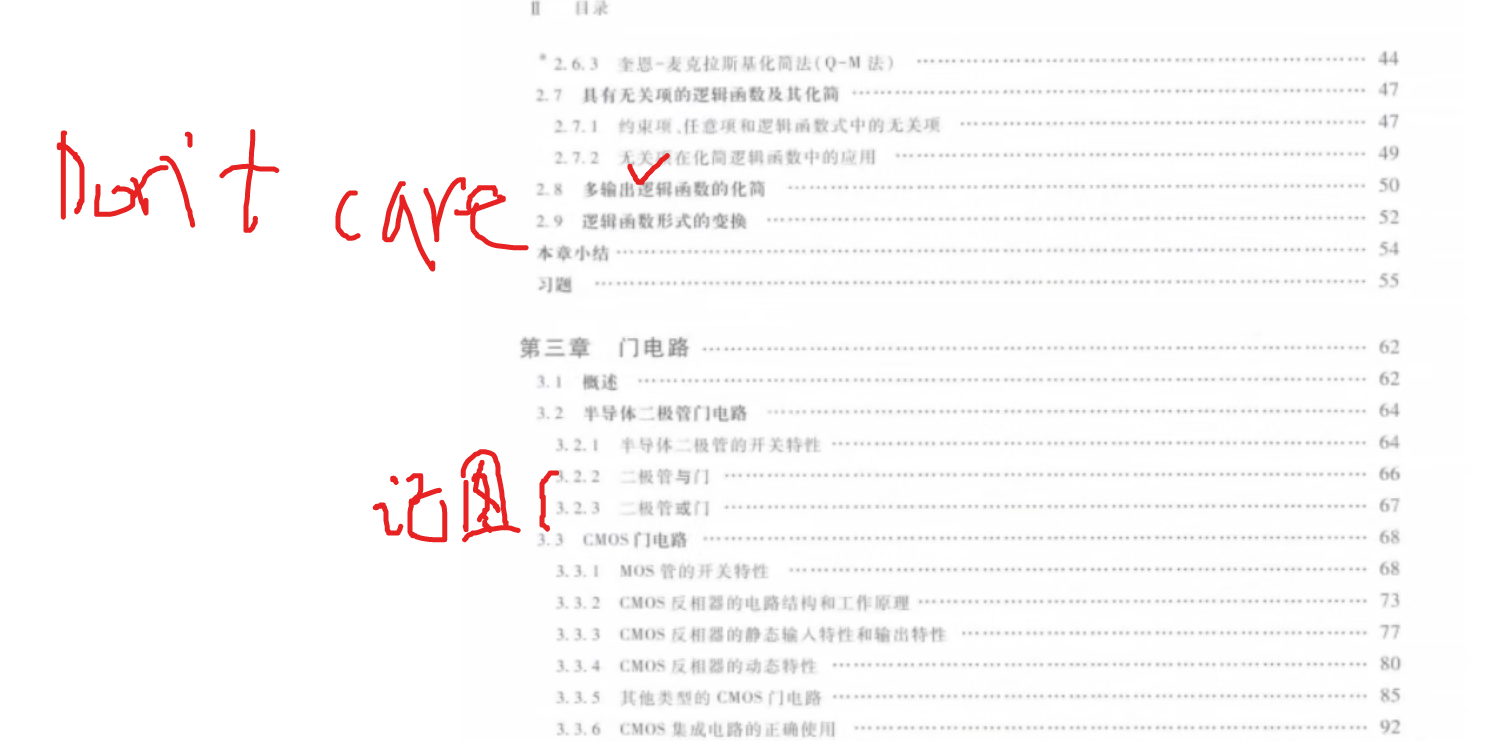 Ⅱ 目录
*2.6.3 奎恩-麦克拉斯基化简法(Q-M 法) 44
2.7 具有无关项的逻辑函数及其化简 47
2.7.1 约束项、任意项和逻辑函数式中的无关项 47
2.7.2 无关项在化简逻辑函数中的应用 49
Don't care
2.8 多输出逻辑函数的化简 50
2.9 逻辑函数形式的变换 52
本章小结 54
习题 55
第三章 门电路 62
3.1 概述 62
3.2 半导体二极管门电路 64
3.2.1 半导体二极管的开关特性 64
记图
3.2.2 二极管与门 66
3.2.3 二极管或门 67
3.3 CMOS 门电路 68
3.3.1 MOS 管的开关特性 68
3.3.2 CMOS 反相器的电路结构和工作原理 73
3.3.3 CMOS 反相器的静态输入特性和输出特性 77
3.3.4 CMOS 反相器的动态特性 80
3.3.5 其他类型的 CMOS 门电路 85
3.3.6 CMOS 集成电路的正确使用 92